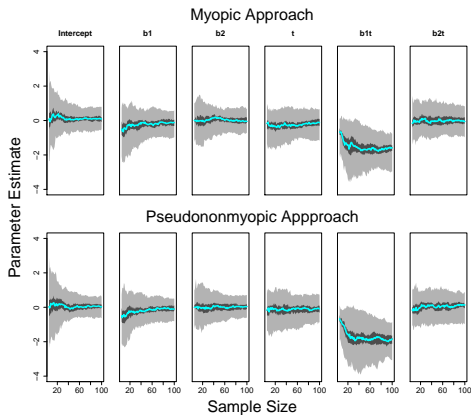 Myopic Approach
Intercept b1 b2 t b1t b2t
4
2
0
−2
−4
Parameter Estimate
Pseudononmyopic Appproach
4
2
0
−2
−4
20 60 100 20 60 100 20 60 100 20 60 100 20 60 100 20 60 100
Sample Size